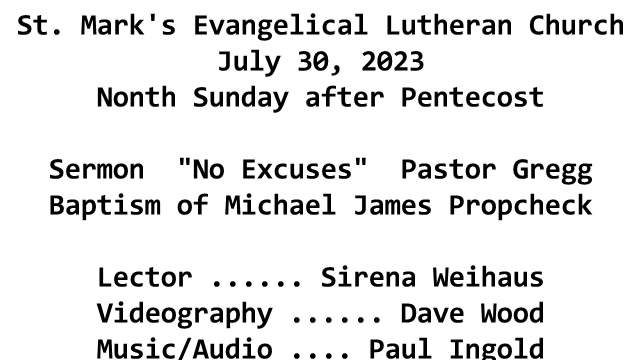 St. Mark's Evangelical Lutheran Church
July 30, 2023
Nonth Sunday after Pentecost
Sermon  "No Excuses"  Pastor Gregg
Baptism of Michael James Propcheck
Lector ...... Sirena Weihaus
Videography ...... Dave Wood
Music/Audio .... Paul Ingold